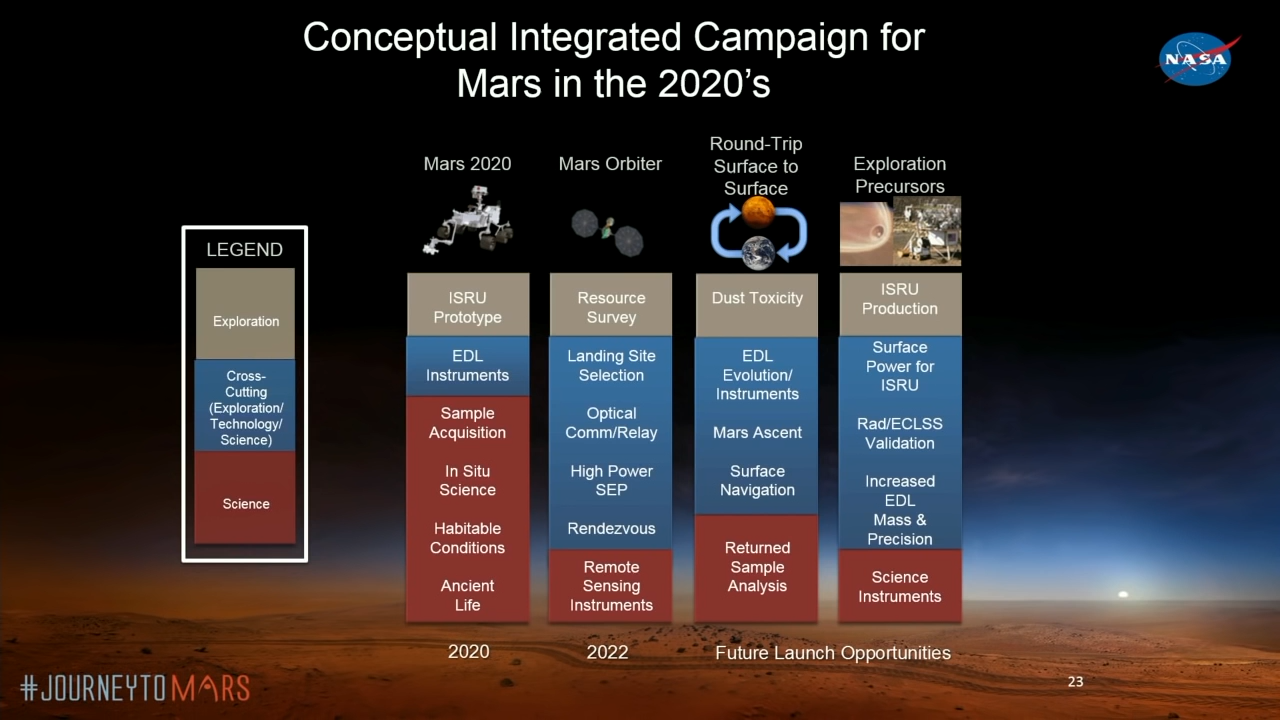 Conceptual Integrated Campaign for
Mars in the 2020's
NASA
Mars 2020
Mars Orbiter
Round-Trip
Surface to
Surface
Exploration
Precursors
LEGEND
Exploration
Cross-
Cutting
(Exploration/
Technology/
Science)
Science
ISRU
Prototype
EDL
Instruments
Sample
Acquisition
In Situ
Science
Habitable
Conditions
Ancient
Life
2020
Resource
Survey
Landing Site
Selection
Optical
Comm/Relay
High Power
SEP
Rendezvous
Remote
Sensing
Instruments
2022
Dust Toxicity
EDL
Evolution/
Instruments
Mars Ascent
Surface
Navigation
Returned
Sample
Analysis
ISRU
Production
Surface
Power for
ISRU
Rad/ECLSS
Validation
Increased
EDL
Mass &
Precision
Science
Instruments
Future Launch Opportunities
#JOURNEYTOMARS
23